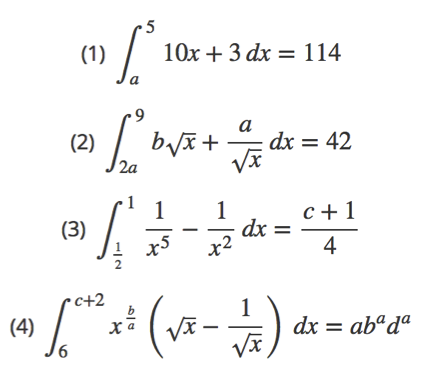 (1) ∫_a^5 10x + 3 dx = 114
(2) ∫_{2a}^9 b√x + a/√x dx = 42
(3) ∫_{1/2}^1 1/x^5 − 1/x^2 dx = (c + 1)/4
(4) ∫_6^{c+2} x^{b/a} (√x − 1/√x) dx = ab^a d^a